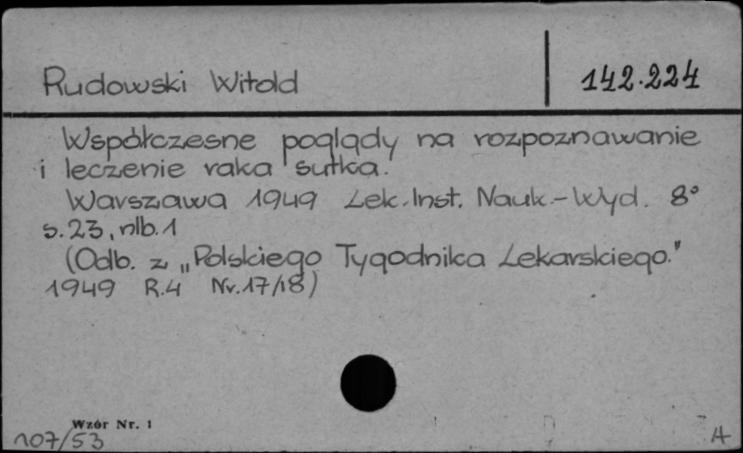 Rudowski Witold 142.224
Współczesne poglądy na rozpoznawanie
i leczenie raka sutka.
Warszawa 1949 Lek. Inst. Nauk.-Wyd. 8°
s. 23, nlb. 1
(Odb. z „Polskiego Tygodnika Lekarskiego."
1949 R.4 Nr. 17/18)
Wzór Nr. 1
107/53 A